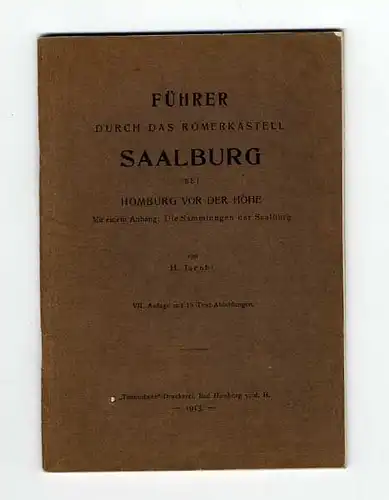 FÜHRER
DURCH DAS RÖMERKASTELL
SAALBURG
BEI
HOMBURG VOR DER HÖHE
Mit einem Anhang: Die Sammlungen der Saalburg
von
H. Jacobi
VII. Auflage mit 15 Text-Abbildungen.
„Taunusbote“-Druckerei, Bad Homburg v. d. H.
— 1913 —